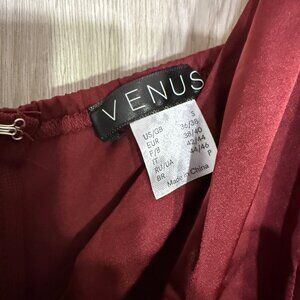 VENUS
US/GB S
EUR 36/38
F/B 38/40
IT 42/44
RU/UA 44/46
BR P
Made in China